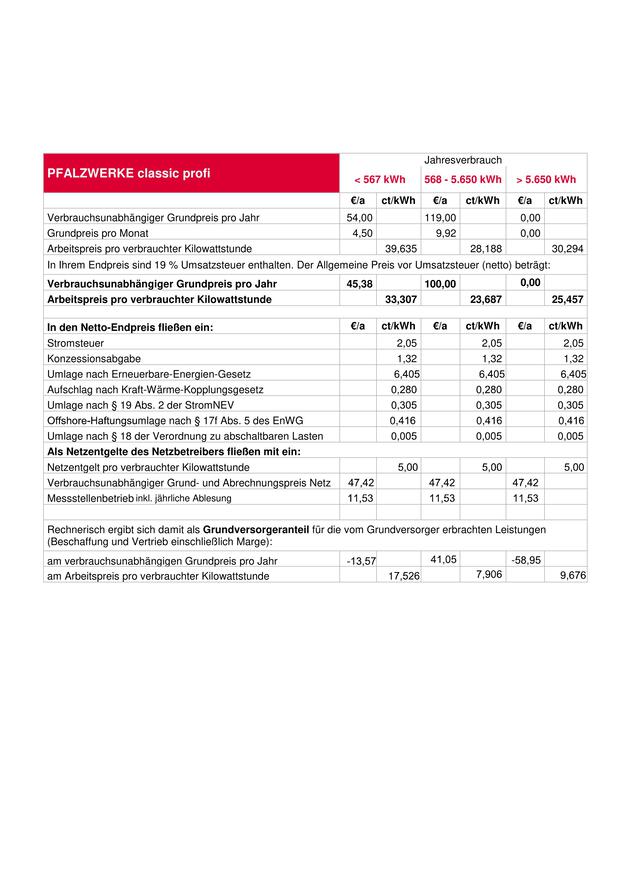 PFALZWERKE classic profi
Jahresverbrauch
< 567 kWh 568 - 5.650 kWh > 5.650 kWh
€/a ct/kWh €/a ct/kWh €/a ct/kWh
Verbrauchsunabhängiger Grundpreis pro Jahr 54,00 119,00 0,00
Grundpreis pro Monat 4,50 9,92 0,00
Arbeitspreis pro verbrauchter Kilowattstunde 39,635 28,188 30,294
In Ihrem Endpreis sind 19 % Umsatzsteuer enthalten. Der Allgemeine Preis vor Umsatzsteuer (netto) beträgt:
Verbrauchsunabhängiger Grundpreis pro Jahr 45,38 100,00 0,00
Arbeitspreis pro verbrauchter Kilowattstunde 33,307 23,687 25,457
In den Netto-Endpreis fließen ein: €/a ct/kWh €/a ct/kWh €/a ct/kWh
Stromsteuer 2,05 2,05 2,05
Konzessionsabgabe 1,32 1,32 1,32
Umlage nach Erneuerbare-Energien-Gesetz 6,405 6,405 6,405
Aufschlag nach Kraft-Wärme-Kopplungsgesetz 0,280 0,280 0,280
Umlage nach § 19 Abs. 2 der StromNEV 0,305 0,305 0,305
Offshore-Haftungsumlage nach § 17f Abs. 5 des EnWG 0,416 0,416 0,416
Umlage nach § 18 der Verordnung zu abschaltbaren Lasten 0,005 0,005 0,005
Als Netzentgelte des Netzbetreibers fließen mit ein:
Netzentgelt pro verbrauchter Kilowattstunde 5,00 5,00 5,00
Verbrauchsunabhängiger Grund- und Abrechnungspreis Netz 47,42 47,42 47,42
Messstellenbetrieb inkl. jährliche Ablesung 11,53 11,53 11,53
Rechnerisch ergibt sich damit als Grundversorgeranteil für die vom Grundversorger erbrachten Leistungen
(Beschaffung und Vertrieb einschließlich Marge):
am verbrauchsunabhängigen Grundpreis pro Jahr -13,57 41,05 -58,95
am Arbeitspreis pro verbrauchter Kilowattstunde 17,526 7,906 9,676